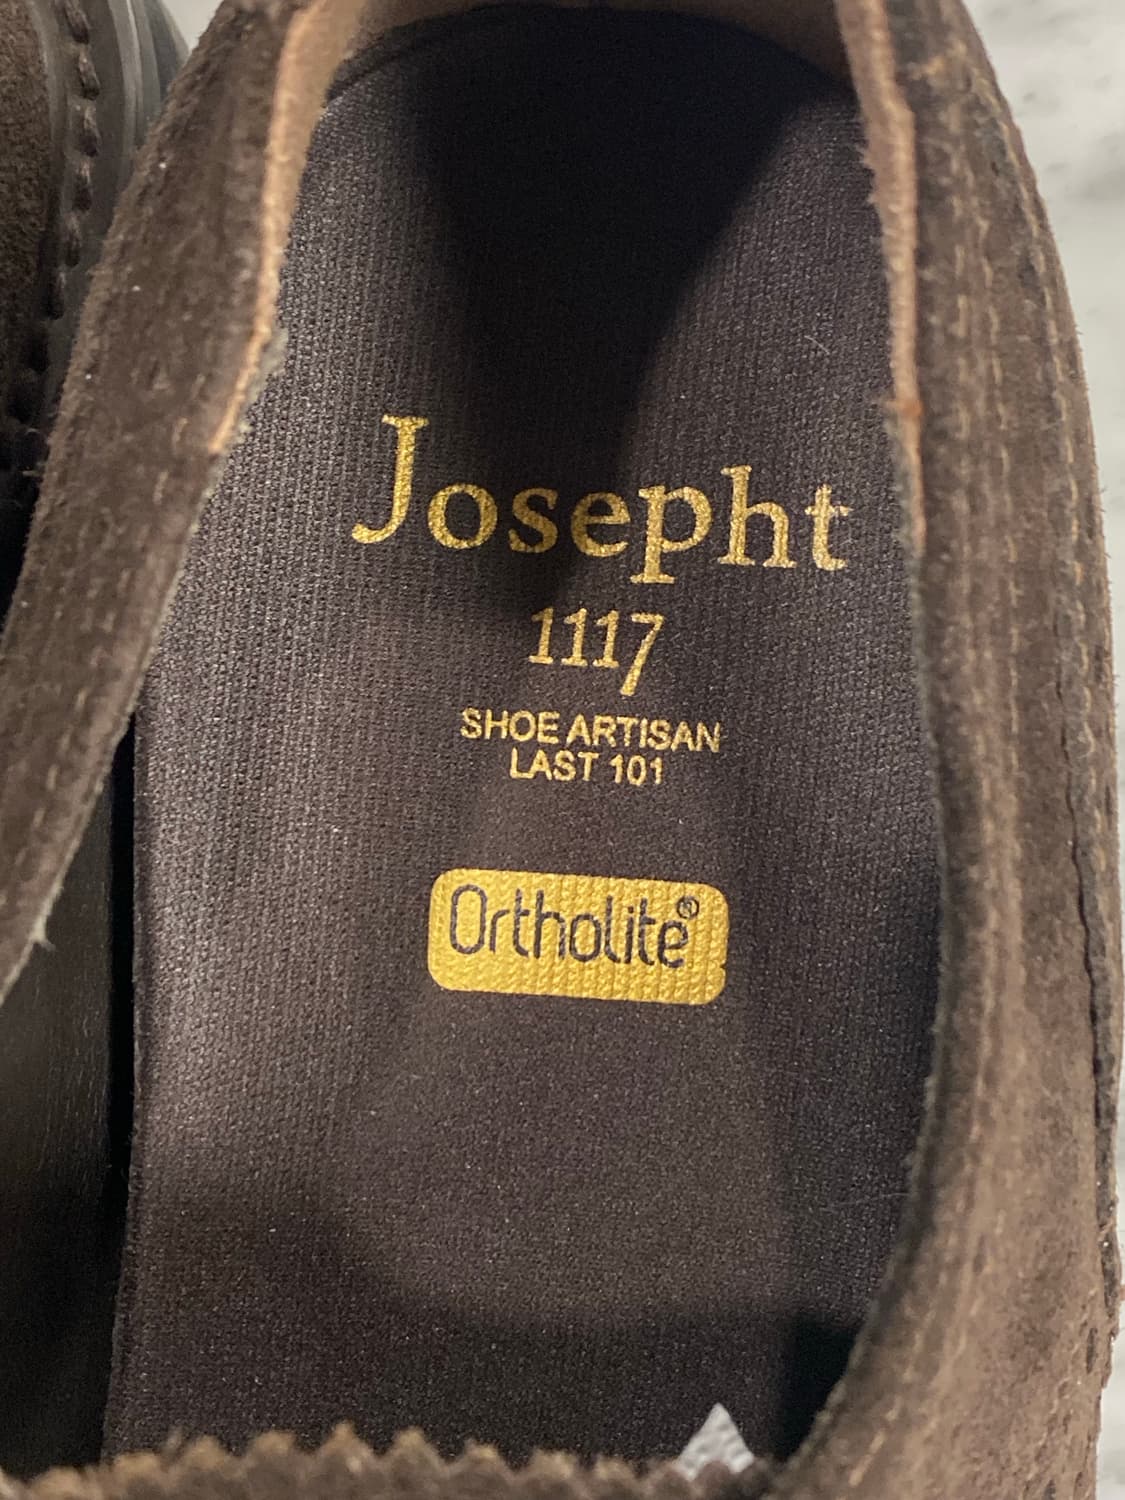 Josepht
1117
SHOE ARTISAN
LAST 101
Ortholite®